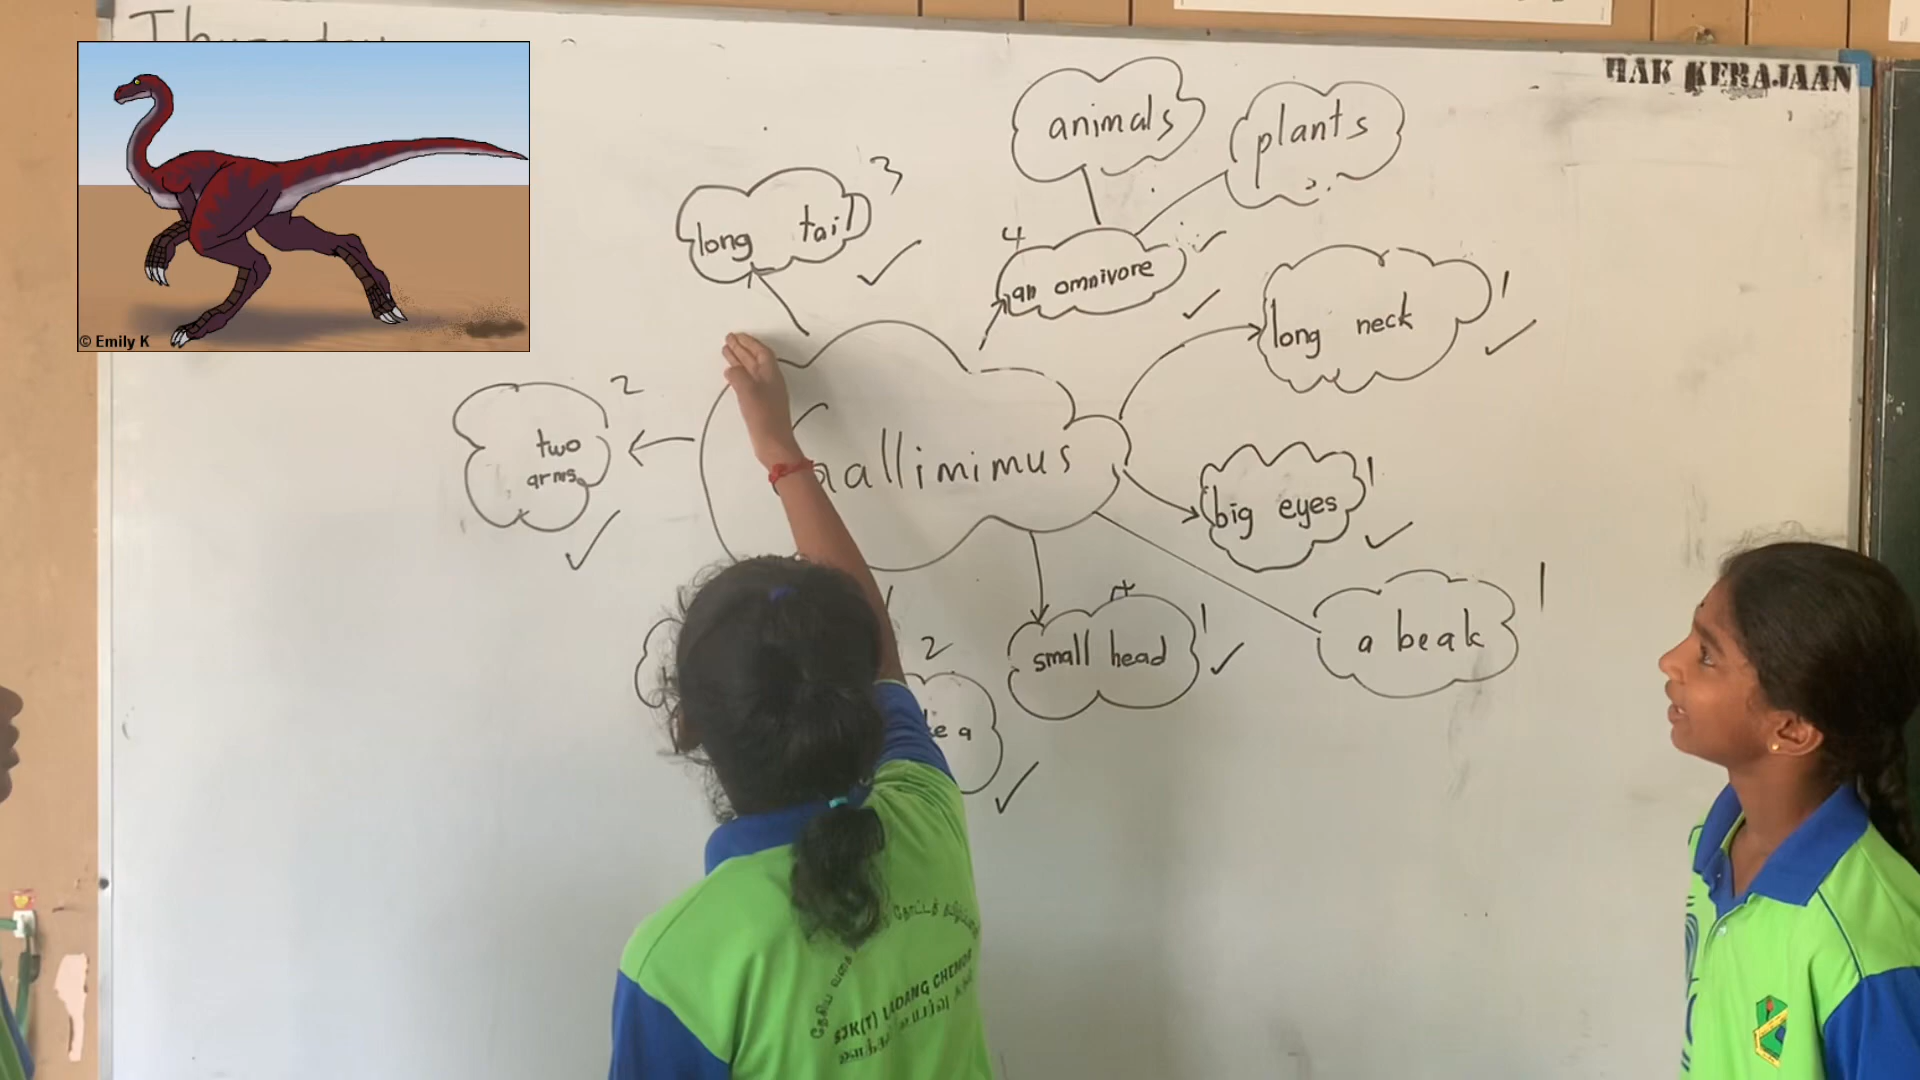 Thursday
HAK KERAJAAN
© Emily K
animals
plants
3
long tail
4
an omnivore
long neck
1
2
two
arms
allimimus
big eyes
1
2
small head
1
a beak
1
SJK(T) LADANG CHEMOR